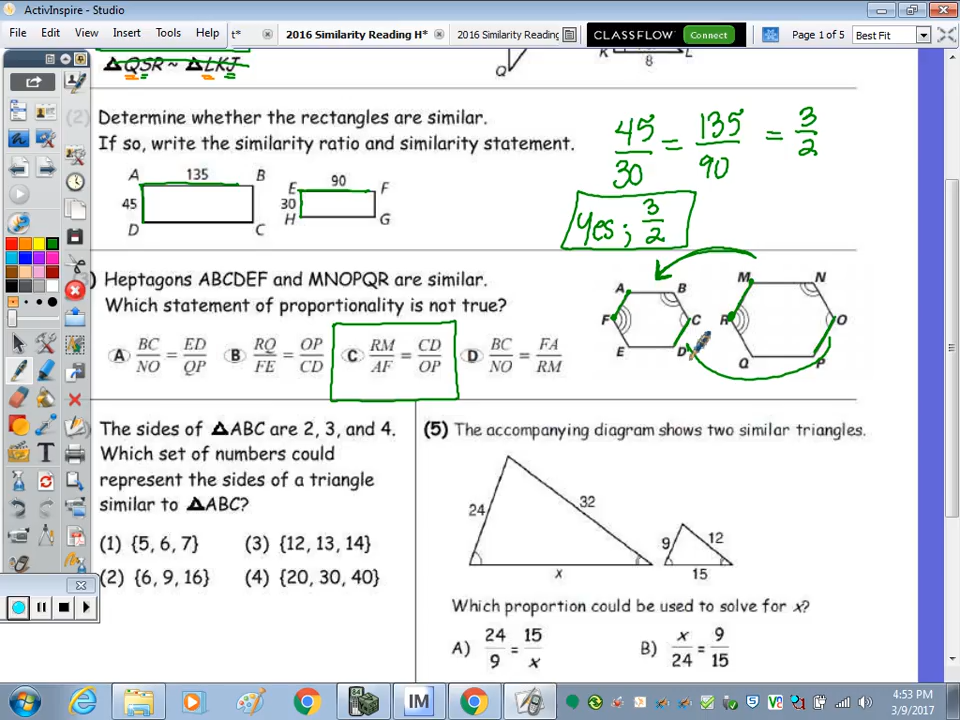 ActivInspire - Studio
File Edit View Insert Tools Help
t* 2016 Similarity Reading H* 2016 Similarity Reading
CLASSFLOW Connect
Page 1 of 5 Best Fit
ΔQSR ~ ΔLKJ
Q K 8 L
(2) Determine whether the rectangles are similar.
If so, write the similarity ratio and similarity statement.
45/30 = 135/90 = 3/2
A 135 B
45
D C
E 90 F
30
H G
Yes; 3/2
) Heptagons ABCDEF and MNOPQR are similar.
Which statement of proportionality is not true?
A BC/NO = ED/QP B RQ/FE = OP/CD C RM/AF = CD/OP D BC/NO = FA/RM
A B
F C
E D
M N
R O
Q P
The sides of ΔABC are 2, 3, and 4.
Which set of numbers could
represent the sides of a triangle
similar to ΔABC?
(1) {5, 6, 7} (3) {12, 13, 14}
(2) {6, 9, 16} (4) {20, 30, 40}
(5) The accompanying diagram shows two similar triangles.
24 32
x
9 12
15
Which proportion could be used to solve for x?
A) 24/9 = 15/x B) x/24 = 9/15
T
IM
V2
4:53 PM
3/9/2017